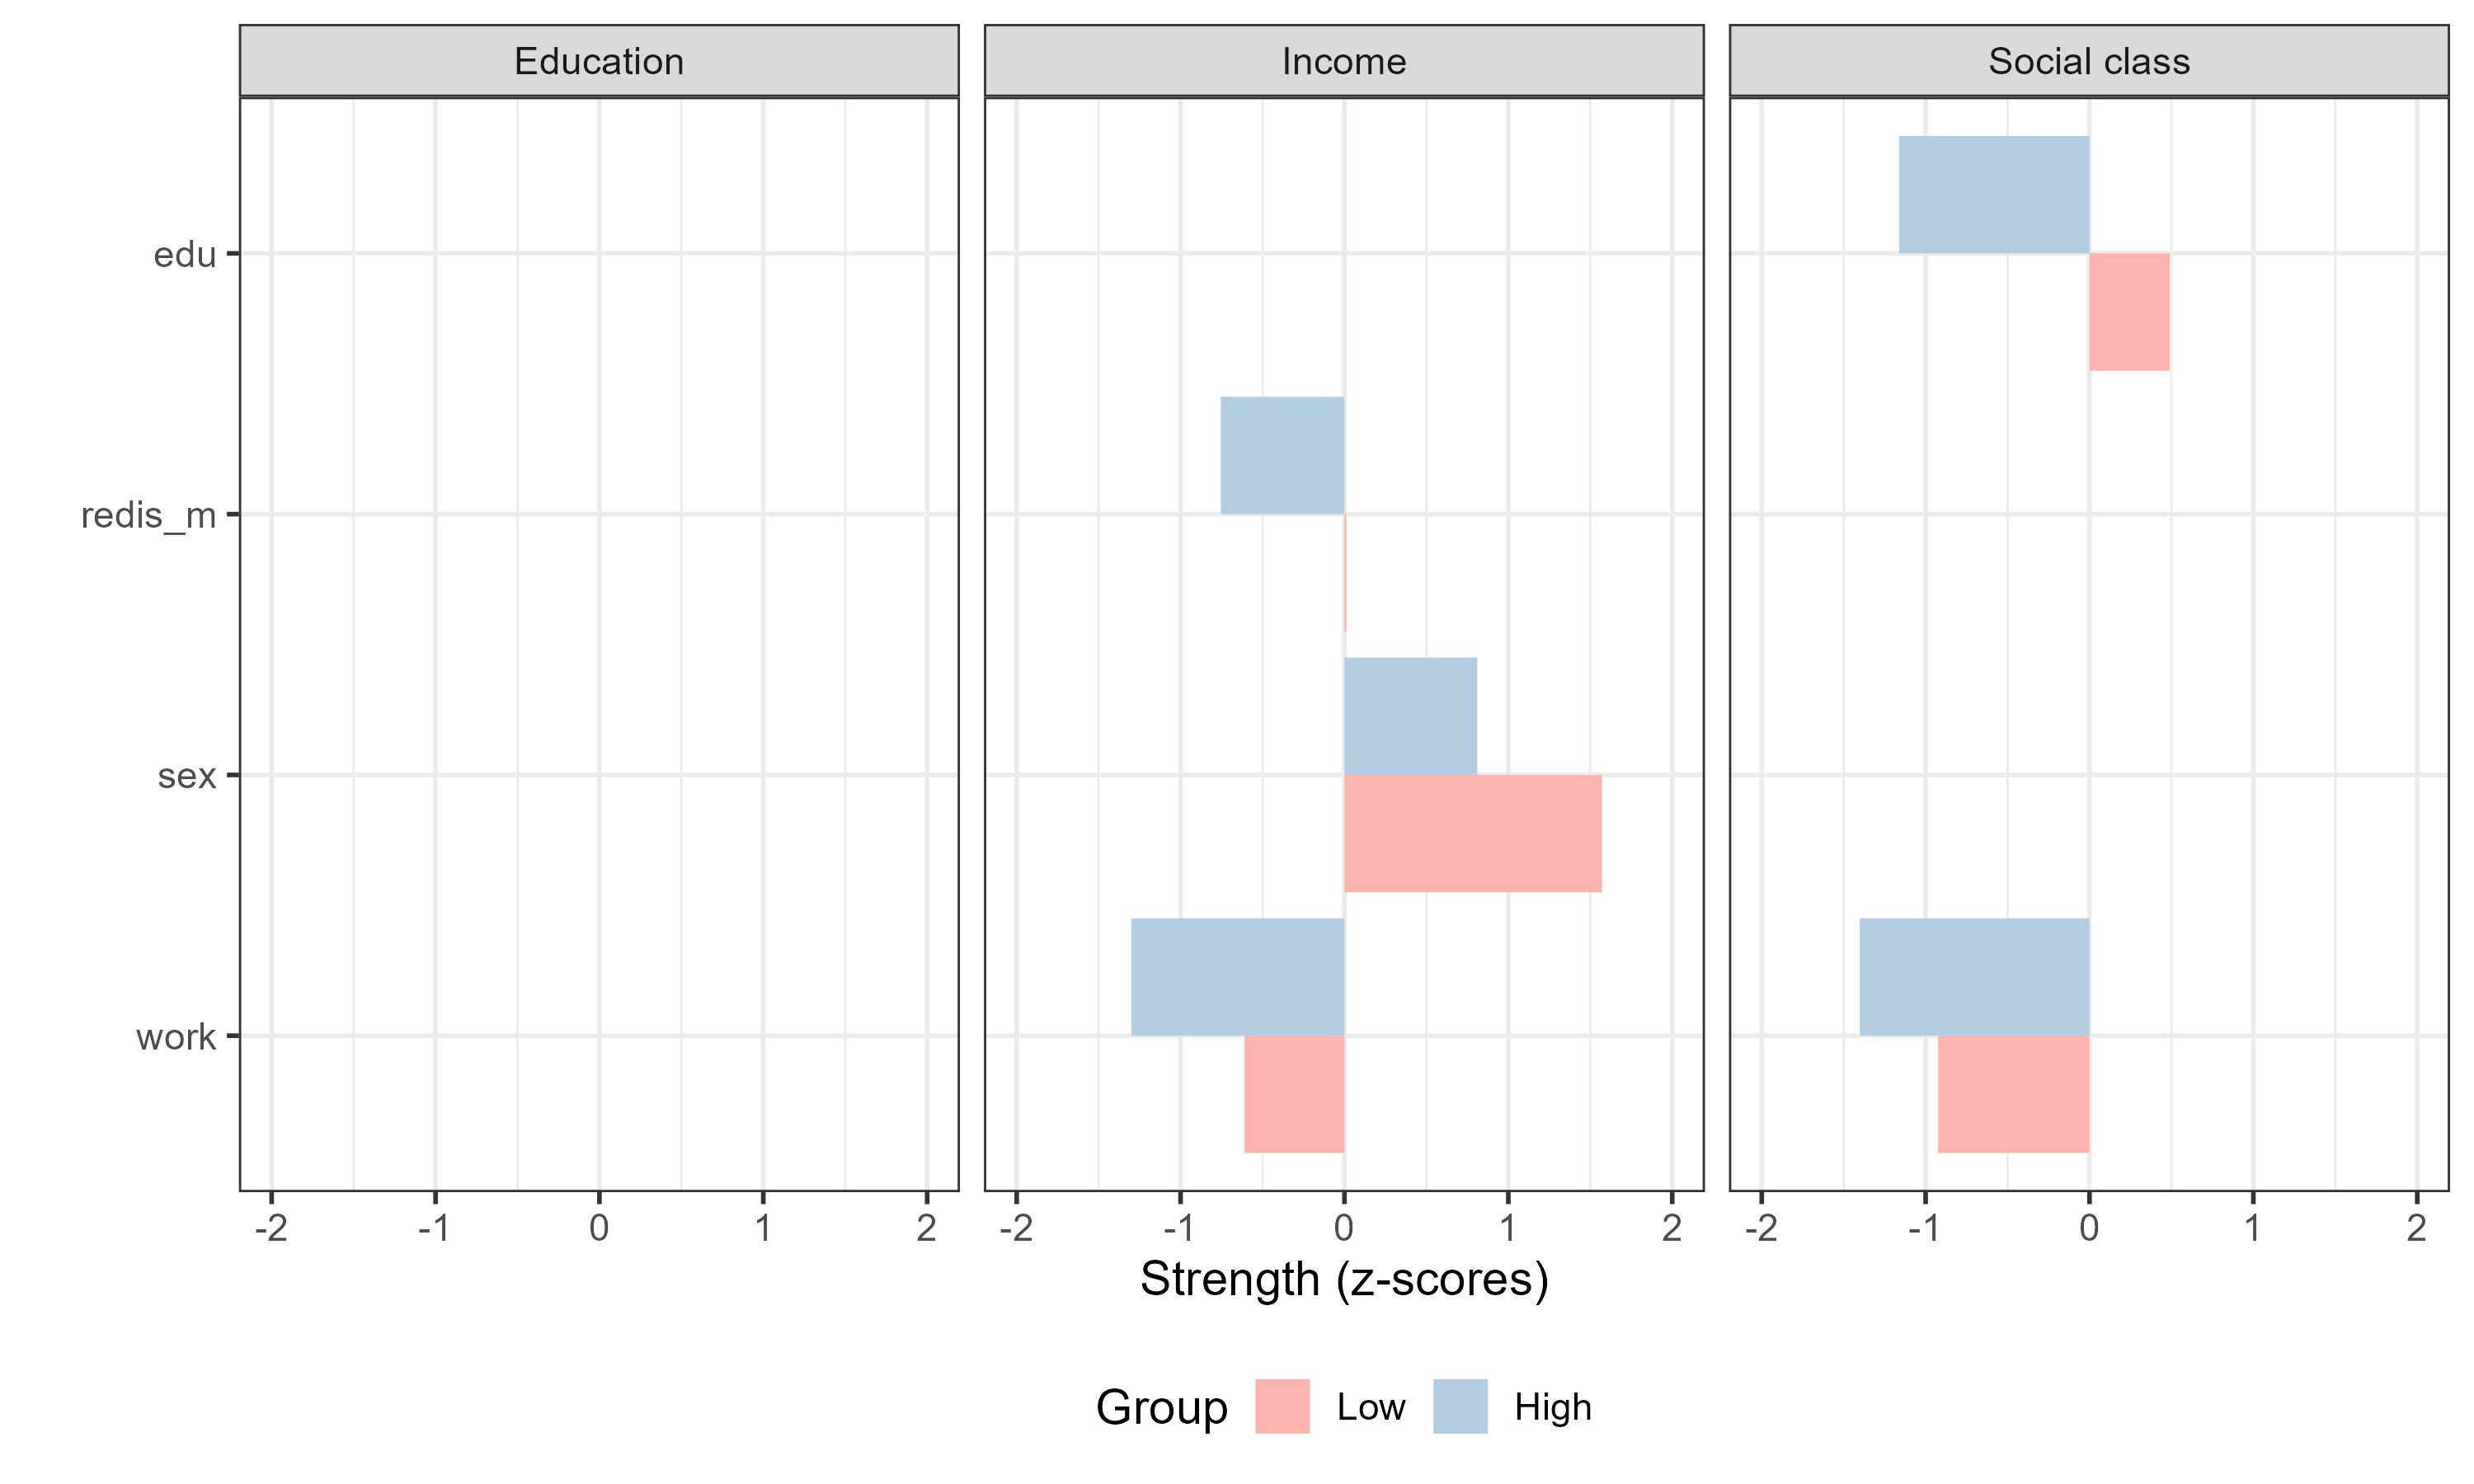 Education Income Social class
edu
redis_m
sex
work
-2 -1 0 1 2 -2 -1 0 1 2 -2 -1 0 1 2
Strength (z-scores)
Group Low High